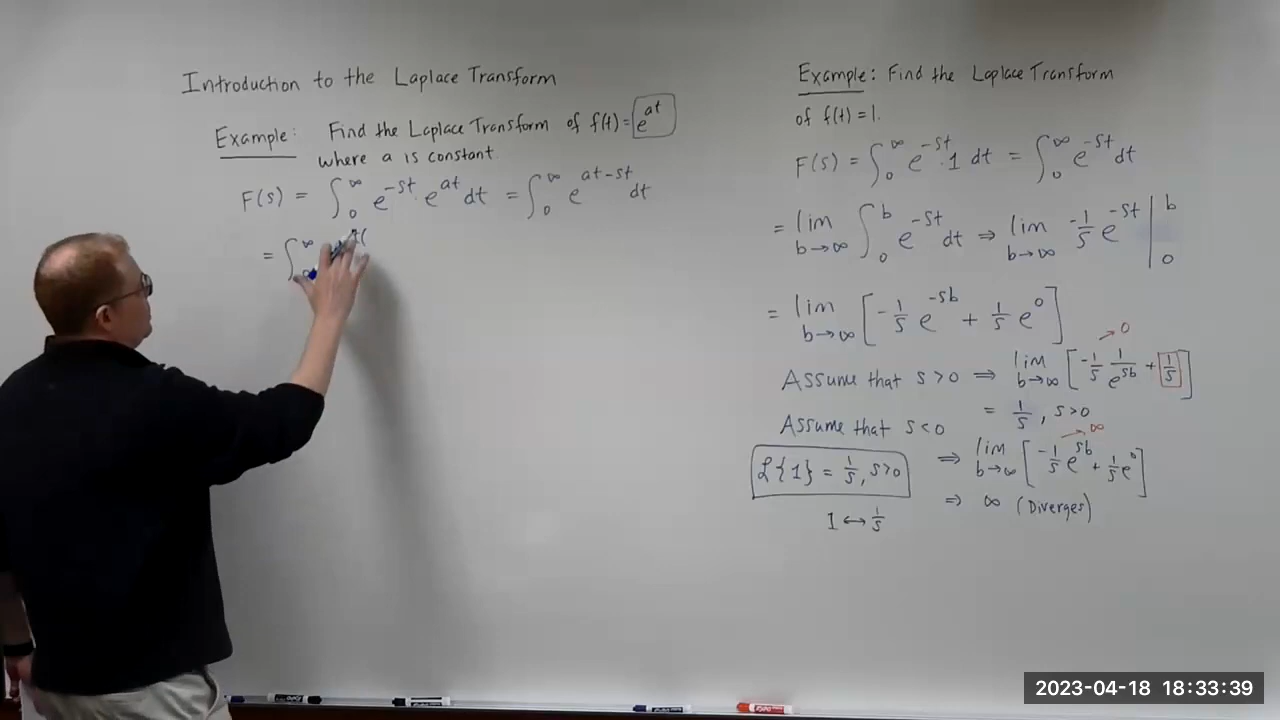 Introduction to the Laplace Transform
Example: Find the Laplace Transform of f(t) = e^{at}
where a is constant.
F(s) = ∫_0^∞ e^{-st} · e^{at} dt = ∫_0^∞ e^{at-st} dt
= ∫_0^∞
Example: Find the Laplace Transform
of f(t) = 1.
F(s) = ∫_0^∞ e^{-st} · 1 dt = ∫_0^∞ e^{-st} dt
= lim_{b→∞} ∫_0^b e^{-st} dt ⇒ lim_{b→∞} -1/s e^{-st} |_0^b
= lim_{b→∞} [-1/s e^{-sb} + 1/s e^0]
Assume that s>0 ⇒ lim_{b→∞} [-1/s 1/e^{sb} + 1/s] → 0
= 1/s, s>0
Assume that s<0 ⇒ lim_{b→∞} [-1/s e^{sb} + 1/s e^0] → ∞
ℒ{1} = 1/s, s>0
⇒ ∞ (Diverges)
1 ↔ 1/s
EXPO
2023-04-18 18:33:39